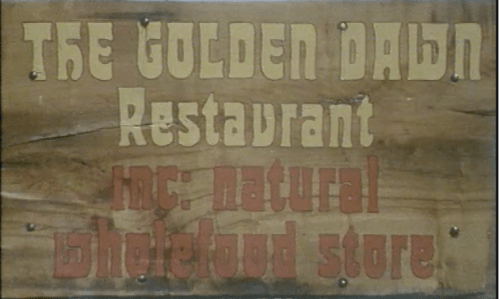 THE GOLDEN DAWN
Restaurant
inc: natural
wholefood store